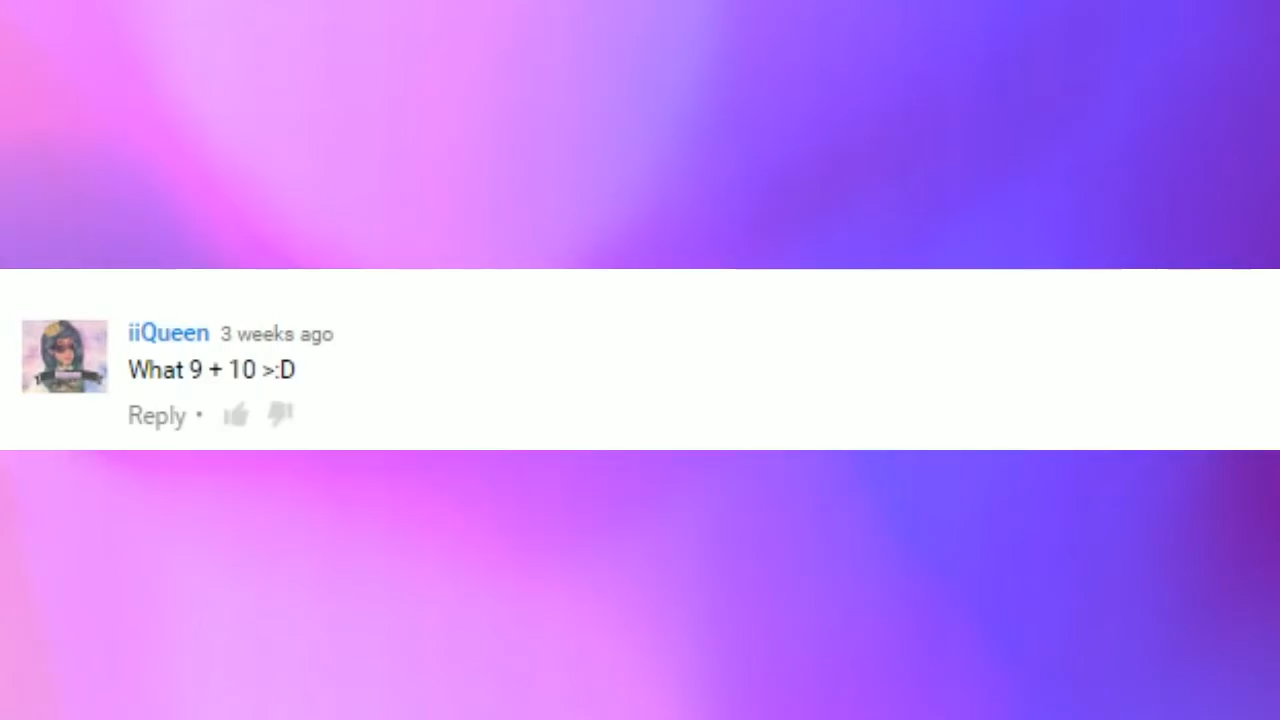 iiQueen 3 weeks ago
What 9 + 10 >:D
Reply •